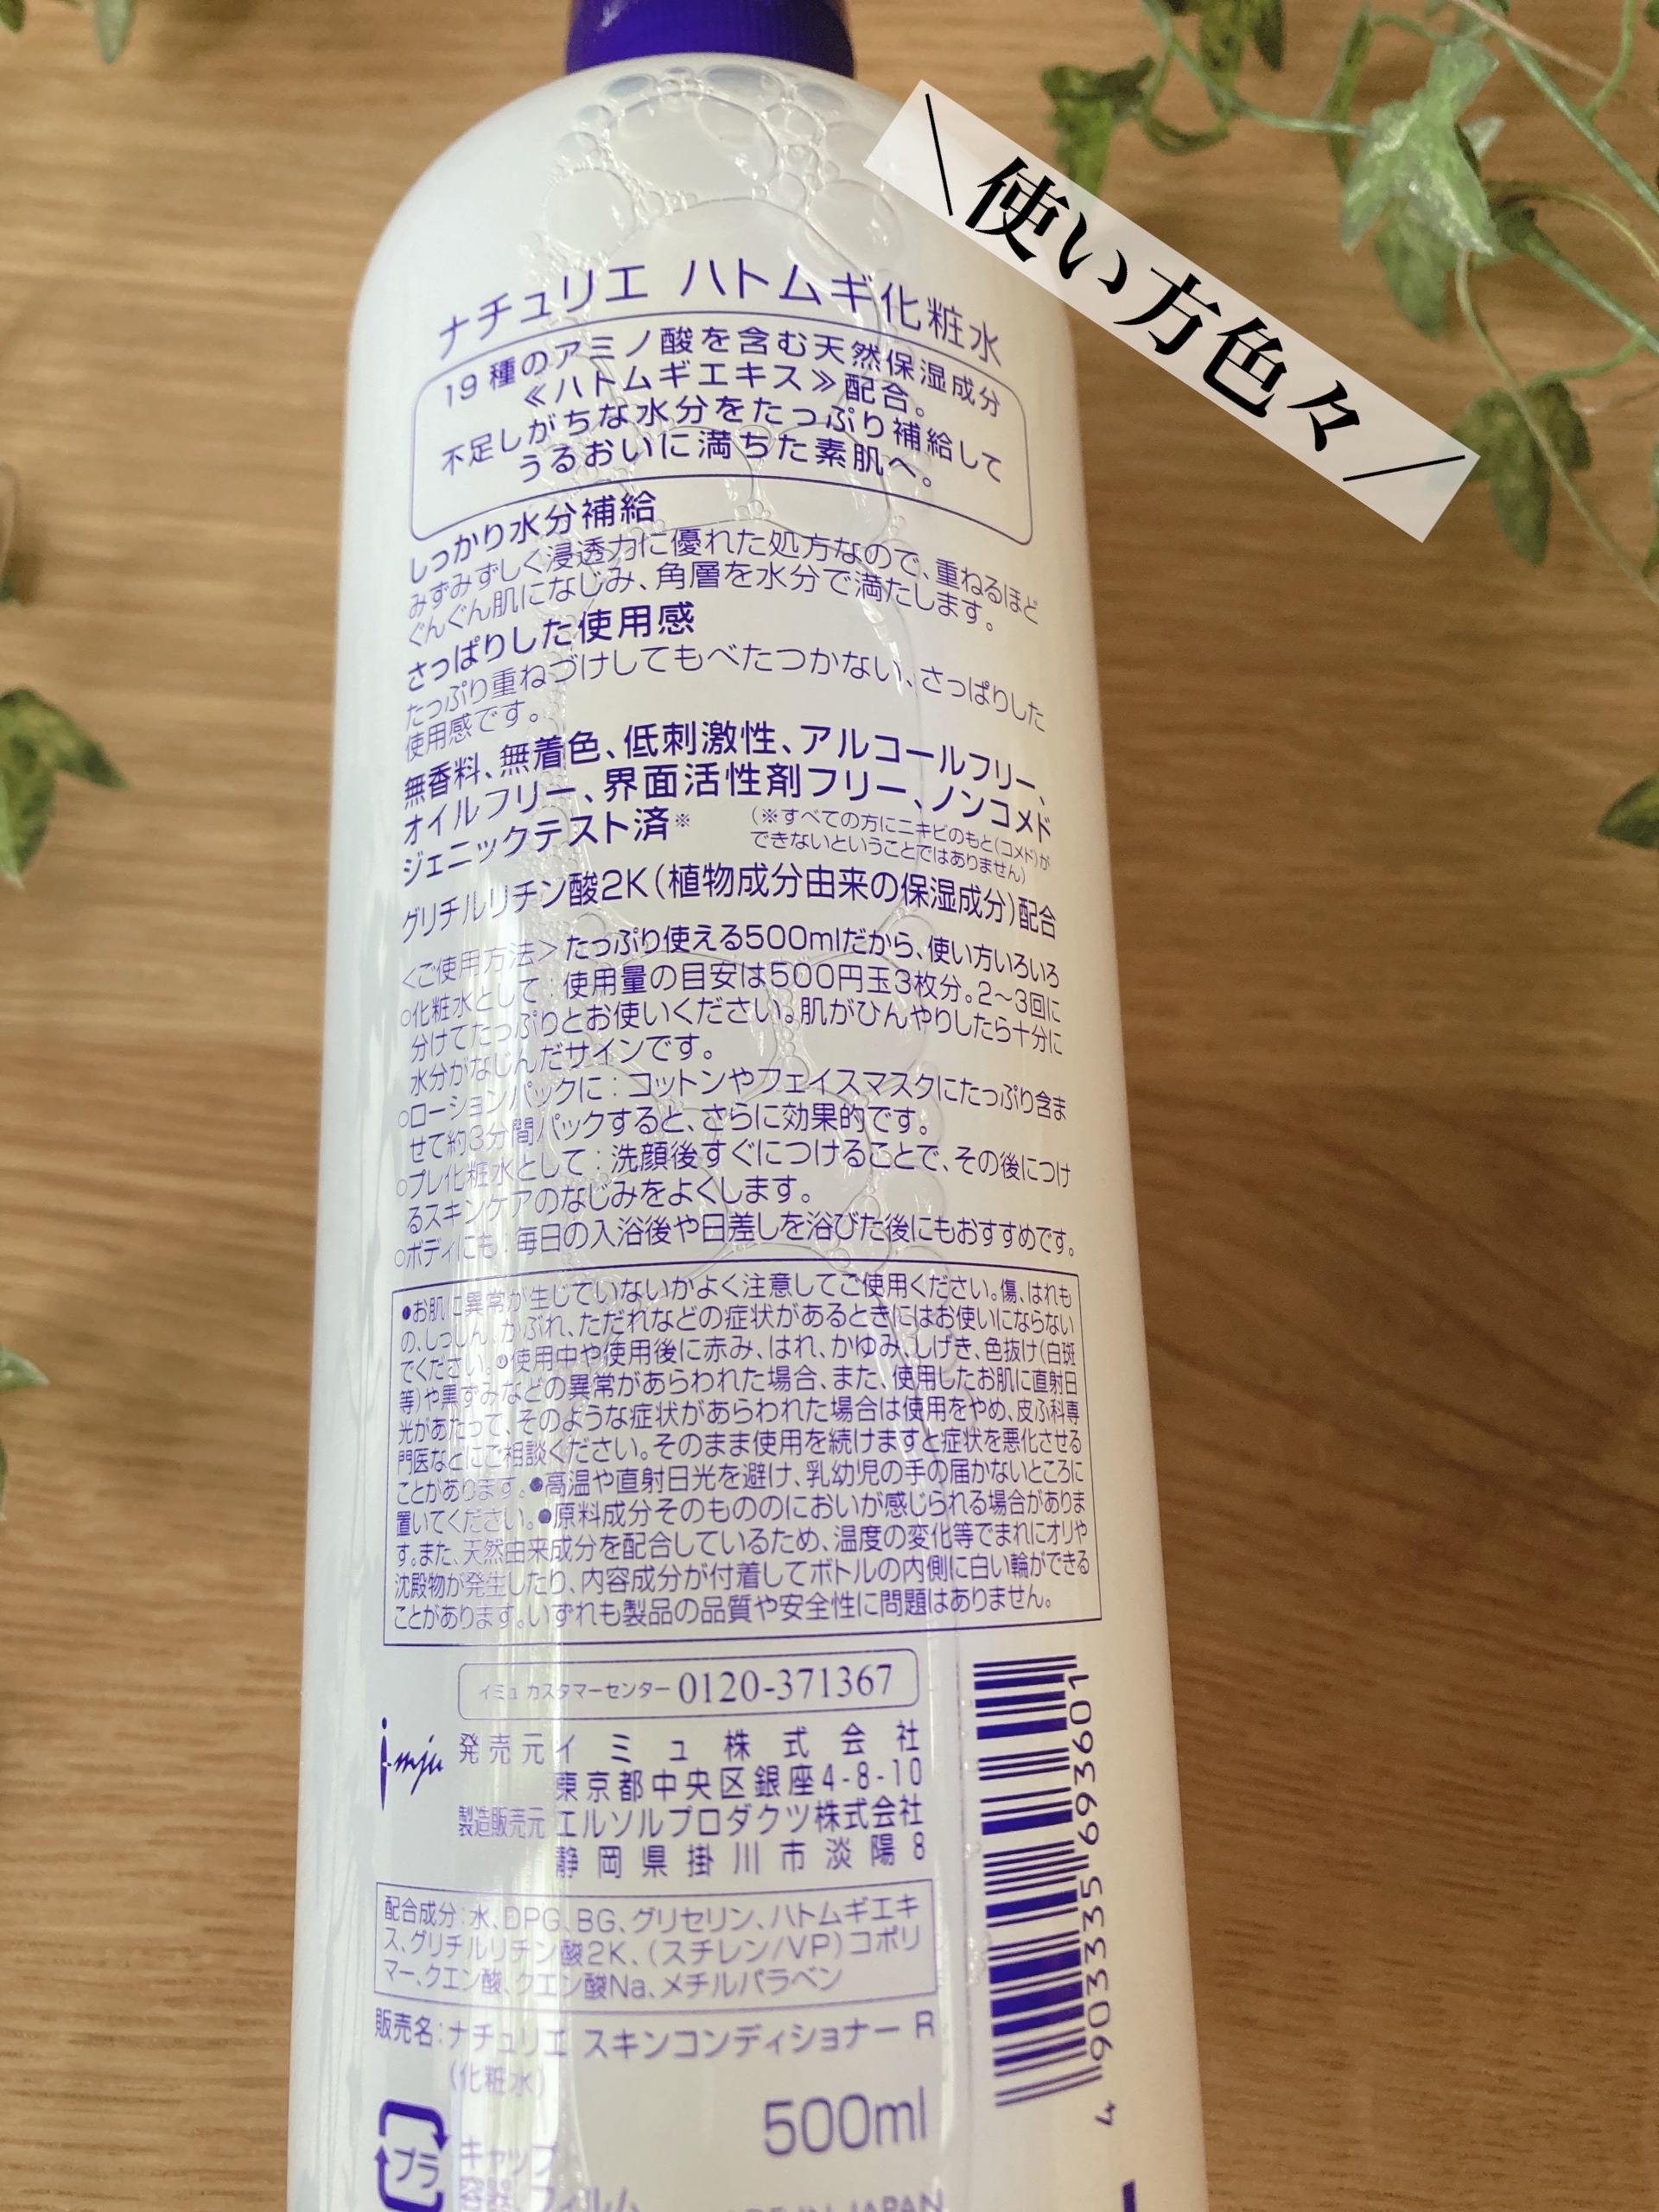 ＼使い方色々／
ナチュリエ ハトムギ化粧水
19種のアミノ酸を含む天然保湿成分
≪ハトムギエキス≫配合。
不足しがちな水分をたっぷり補給して
うるおいに満ちた素肌へ。
しっかり水分補給
みずみずしく浸透力に優れた処方なので、重ねるほど
ぐんぐん肌になじみ、角層を水分で満たします。
さっぱりした使用感
たっぷり重ねづけしてもべたつかない、さっぱりした
使用感です。
無香料、無着色、低刺激性、アルコールフリー、
オイルフリー、界面活性剤フリー、ノンコメド
ジェニックテスト済※
（※すべての方にニキビのもと(コメド)が
できないということではありません）
グリチルリチン酸2K（植物成分由来の保湿成分）配合
＜ご使用方法＞たっぷり使える500mlだから、使い方いろいろ
○化粧水として：使用量の目安は500円玉3枚分。2～3回に
分けてたっぷりとお使いください。肌がひんやりしたら十分に
水分がなじんだサインです。
○ローションパックに：コットンやフェイスマスクにたっぷり含ま
せて約3分間パックすると、さらに効果的です。
○プレ化粧水として：洗顔後すぐにつけることで、その後につけ
るスキンケアのなじみをよくします。
○ボディにも：毎日の入浴後や日差しを浴びた後にもおすすめです。
●お肌に異常が生じていないかよく注意してご使用ください。傷、はれも
の、しっしん、かぶれ、ただれなどの症状があるときにはお使いにならない
でください。●使用中や使用後に赤み、はれ、かゆみ、しげき、色抜け（白斑
等）や黒ずみなどの異常があらわれた場合、また、使用したお肌に直射日
光があたって、そのような症状があらわれた場合は使用をやめ、皮ふ科専
門医などにご相談ください。そのまま使用を続けますと症状を悪化させる
ことがあります。●高温や直射日光を避け、乳幼児の手の届かないところに
置いてください。●原料成分そのもののにおいが感じられる場合がありま
す。また、天然由来成分を配合しているため、温度の変化等でまれにオリや
沈殿物が発生したり、内容成分が付着してボトルの内側に白い輪ができる
ことがあります。いずれも製品の品質や安全性に問題はありません。
イミュ カスタマーセンター 0120-371367
i-mju
発売元 イミュ株式会社
東京都中央区銀座4-8-10
製造販売元 エルソルプロダクツ株式会社
静岡県掛川市淡陽8
配合成分：水、DPG、BG、グリセリン、ハトムギエキ
ス、グリチルリチン酸2K、（スチレン/VP）コポリ
マー、クエン酸、クエン酸Na、メチルパラベン
販売名：ナチュリエ スキンコンディショナー R
（化粧水）
500ml
プラ
キャップ
容器、フィルム
MADE IN JAPAN
4 903335 693601